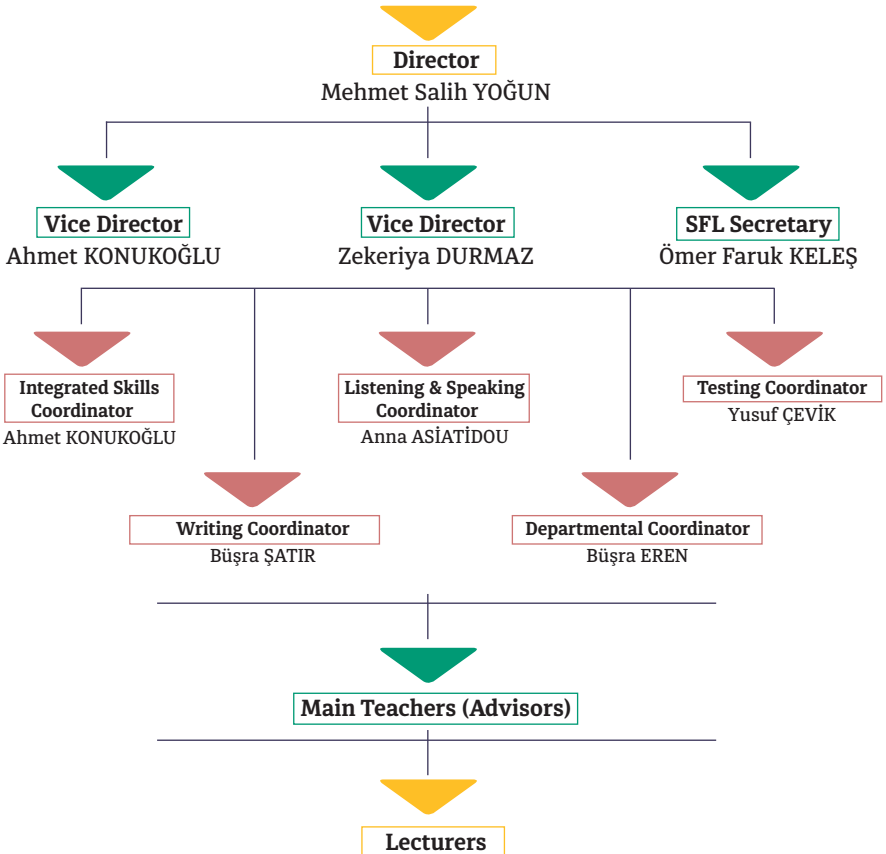 Director
Mehmet Salih YOĞUN
Vice Director
Ahmet KONUKOĞLU
Vice Director
Zekeriya DURMAZ
SFL Secretary
Ömer Faruk KELEŞ
Integrated Skills
Coordinator
Ahmet KONUKOĞLU
Listening & Speaking
Coordinator
Anna ASİATİDOU
Testing Coordinator
Yusuf ÇEVİK
Writing Coordinator
Büşra ŞATIR
Departmental Coordinator
Büşra EREN
Main Teachers (Advisors)
Lecturers